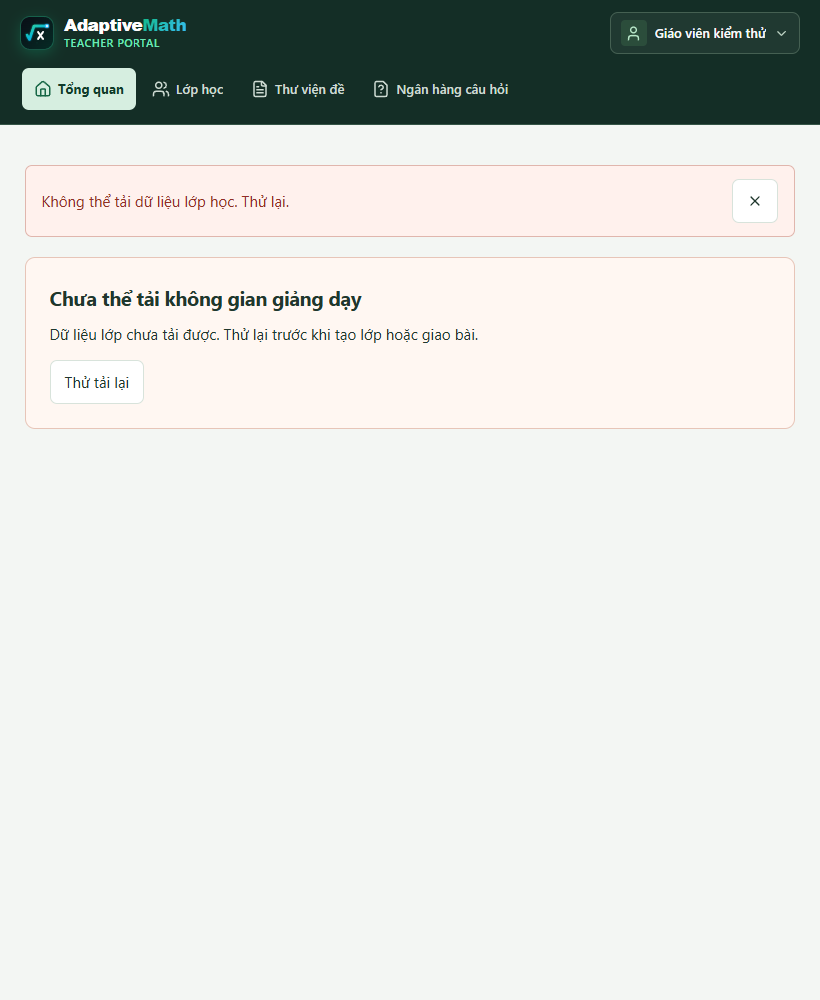 AdaptiveMath
TEACHER PORTAL
Giáo viên kiểm thử
Tổng quan
Lớp học
Thư viện đề
Ngân hàng câu hỏi
Không thể tải dữ liệu lớp học. Thử lại.
Chưa thể tải không gian giảng dạy
Dữ liệu lớp chưa tải được. Thử lại trước khi tạo lớp hoặc giao bài.
Thử tải lại